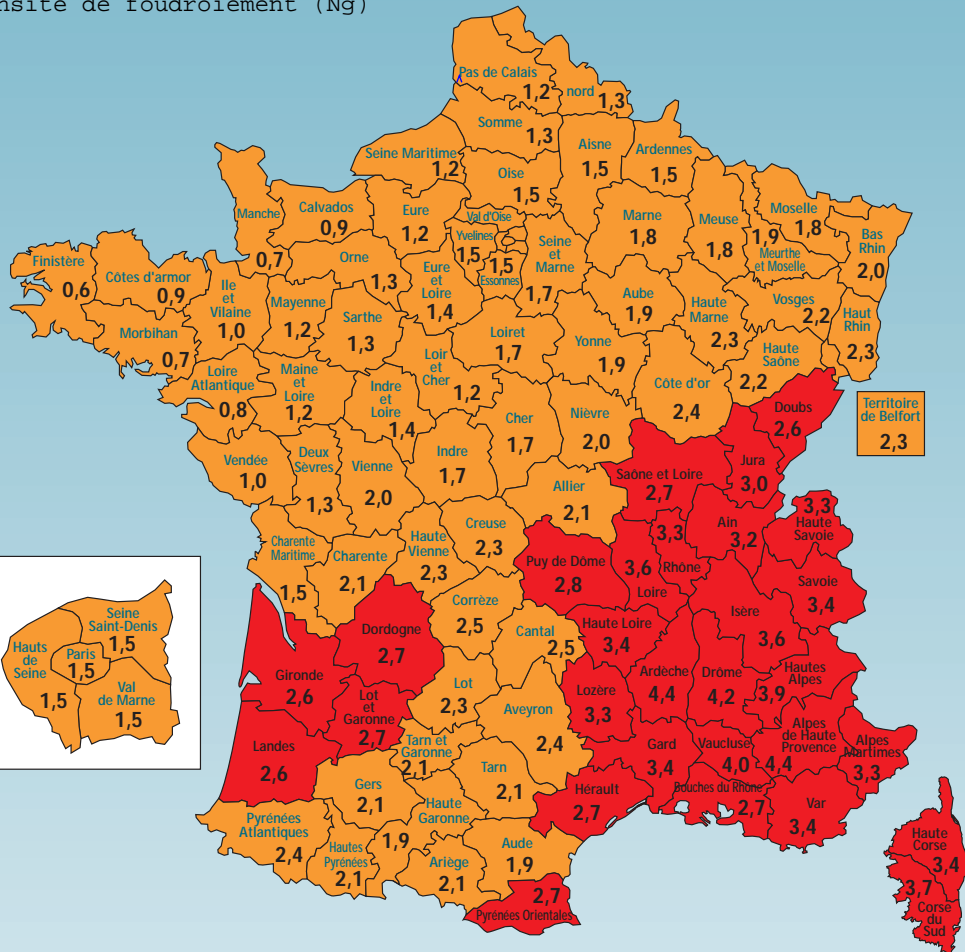 nsité de foudroiement (Ng)
Pas de Calais
1,2
nord
1,3
Somme
1,3
Aisne
1,5
Ardennes
1,5
Seine Maritime
1,2
Oise
1,5
Manche
0,7
Calvados
0,9
Eure
1,2
Val d'Oise
Yvelines
1,5
1,5
Essonnes
Seine
et
Marne
1,7
Marne
1,8
Meuse
1,8
Moselle
1,8
1,9
Meurthe
et Moselle
Bas
Rhin
2,0
Finistère
0,6
Côtes d'armor
0,9
Ile
et
Vilaine
1,0
Orne
1,3
Eure
et
Loire
1,4
Mayenne
1,2
Sarthe
1,3
Aube
1,9
Haute
Marne
2,3
Vosges
2,2
Haut
Rhin
2,3
Morbihan
0,7
Loiret
1,7
Yonne
1,9
Haute
Saône
2,2
Loire
Atlantique
0,8
Maine
et
Loire
1,2
Indre
et
Loire
1,4
Loir
et
Cher
1,2
Côte d'or
2,4
Doubs
2,6
Territoire
de Belfort
2,3
Cher
1,7
Nièvre
2,0
Vendée
1,0
Deux
Sèvres
1,3
Vienne
2,0
Indre
1,7
Saône et Loire
2,7
Jura
3,0
Allier
2,1
3,3
Haute
Savoie
Ain
3,2
3,3
Rhône
Charente
Maritime
1,5
Charente
2,1
Haute
Vienne
2,3
Creuse
2,3
Puy de Dôme
2,8
3,6
Loire
Savoie
3,4
Corrèze
2,5
Isère
3,6
Seine
Saint-Denis
1,5
Hauts
de
Seine
1,5
Paris
1,5
Val
de Marne
1,5
Dordogne
2,7
Cantal
2,5
Haute Loire
3,4
Gironde
2,6
Lot
et
Garonne
2,7
Lot
2,3
Aveyron
2,4
Lozère
3,3
Ardèche
4,4
Drôme
4,2
Hautes
Alpes
3,9
Landes
2,6
Tarn et
Garonne
2,1
Tarn
2,1
Gard
3,4
Vaucluse
4,0
Alpes
de Haute
Provence
4,4
Alpes
Martimes
3,3
Gers
2,1
Haute
Garonne
1,9
Hérault
2,7
Bouches du Rhône
2,7
Var
3,4
Pyrénées
Atlantiques
2,4
Hautes
Pyrénées
2,1
Ariège
2,1
Aude
1,9
2,7
Pyrénées Orientales
Haute
Corse
3,4
3,7
Corse
du
Sud